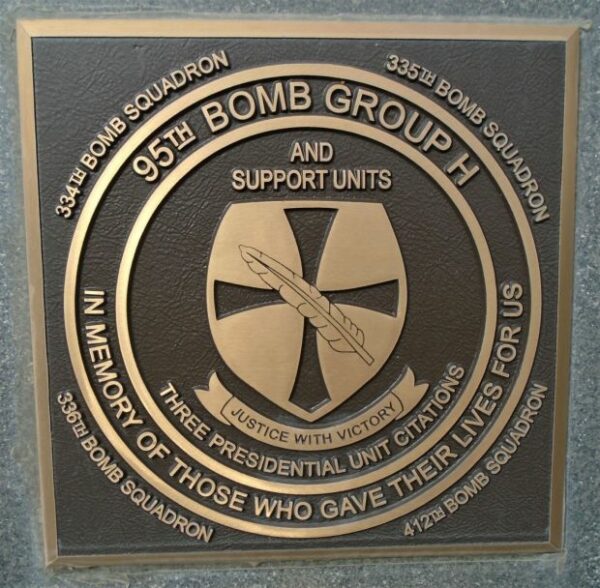 334TH BOMB SQUADRON
335TH BOMB SQUADRON
95TH BOMB GROUP H
AND
SUPPORT UNITS
JUSTICE WITH VICTORY
THREE PRESIDENTIAL UNIT CITATIONS
IN MEMORY OF THOSE WHO GAVE THEIR LIVES FOR US
336TH BOMB SQUADRON
412TH BOMB SQUADRON